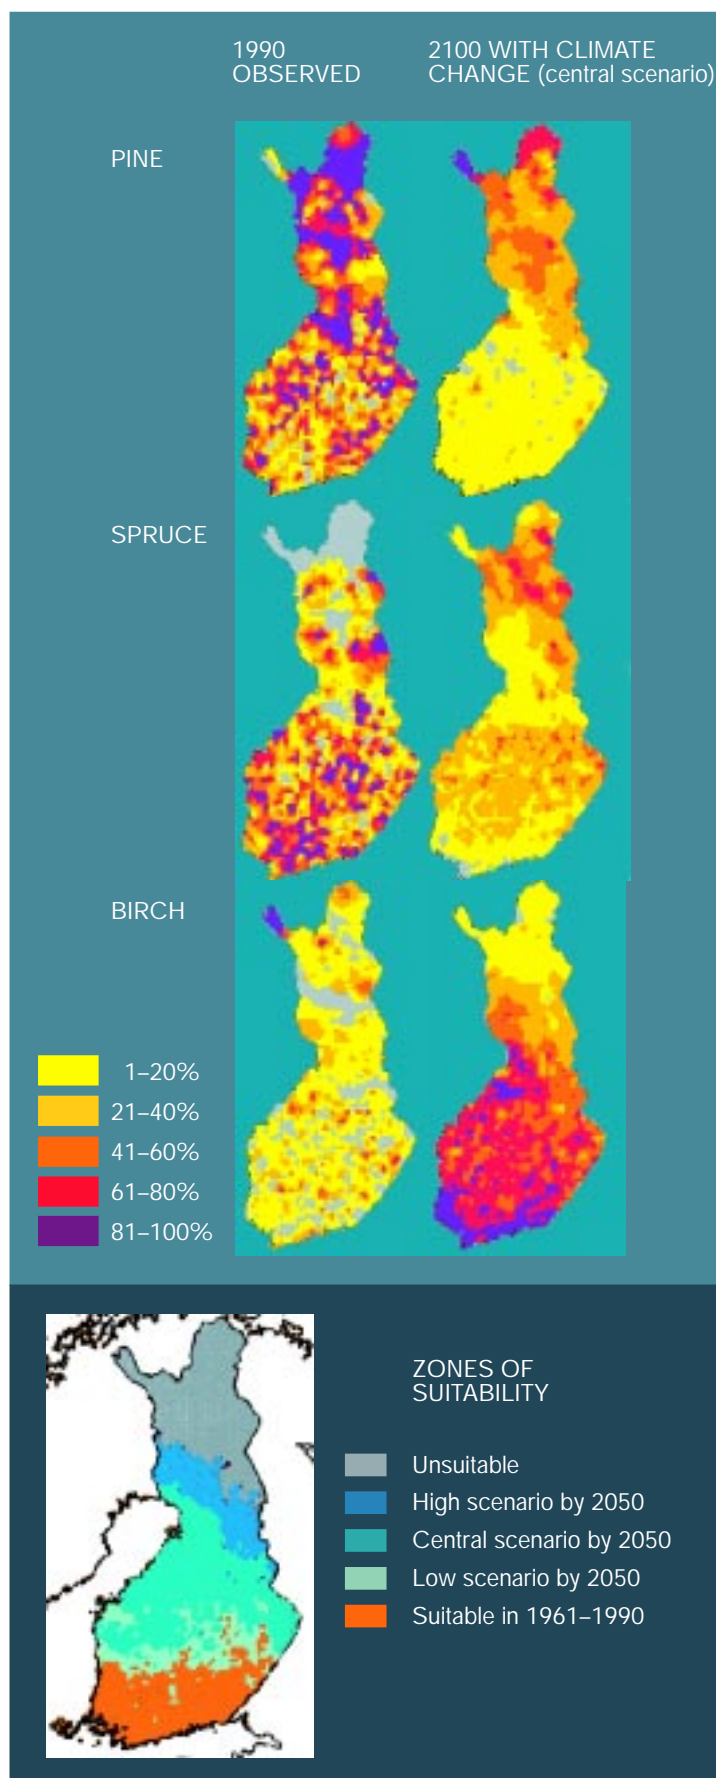 1990
OBSERVED
2100 WITH CLIMATE
CHANGE (central scenario)
PINE
SPRUCE
BIRCH
1–20%
21–40%
41–60%
61–80%
81–100%
ZONES OF
SUITABILITY
Unsuitable
High scenario by 2050
Central scenario by 2050
Low scenario by 2050
Suitable in 1961–1990